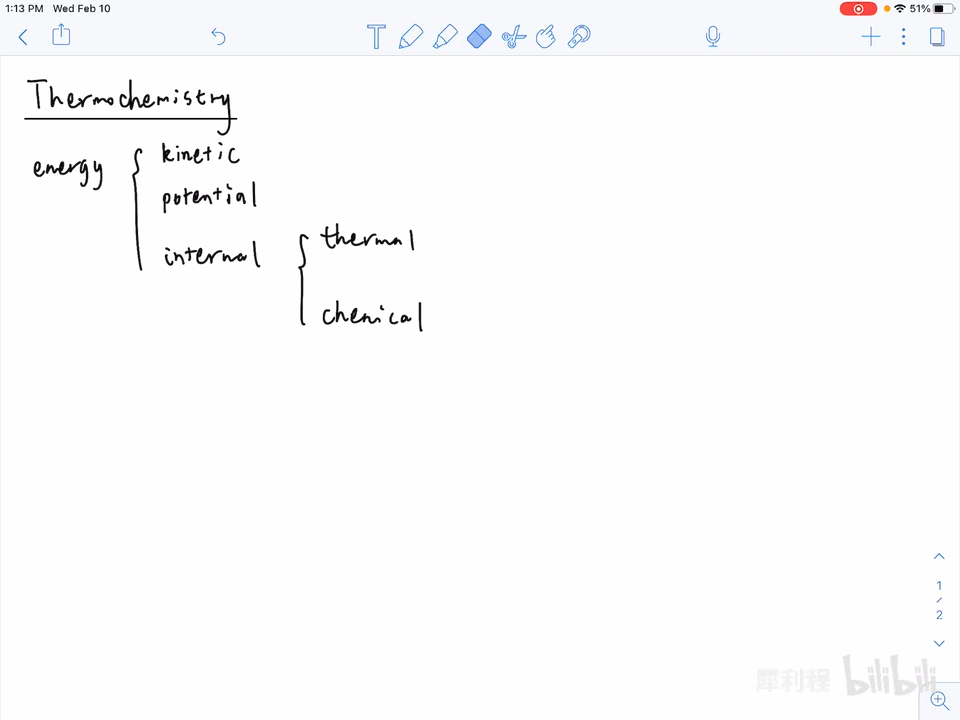 1:13 PM Wed Feb 10
51%
T
Thermochemistry
energy
kinetic
potential
internal
thermal
chemical
1
/
2
犀利程 bilibili